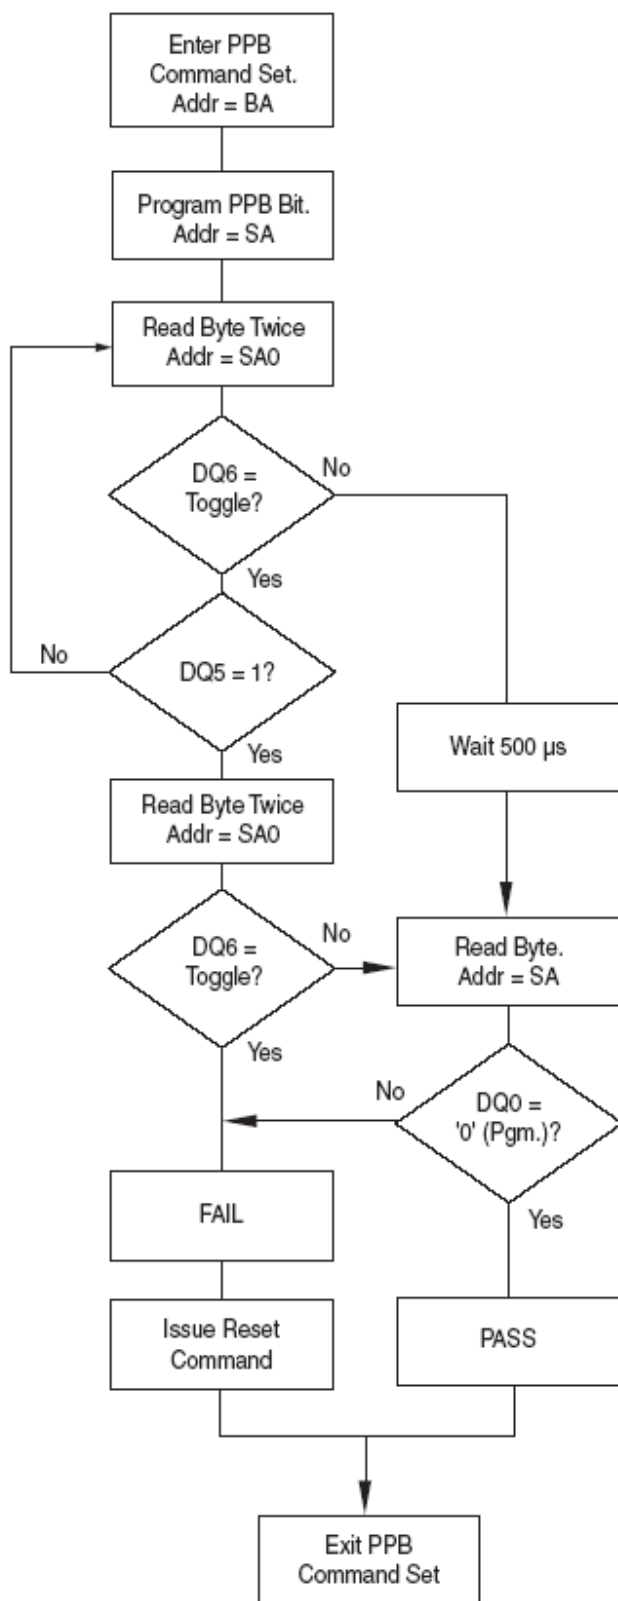 Enter PPB
Command Set.
Addr = BA
Program PPB Bit.
Addr = SA
Read Byte Twice
Addr = SA0
DQ6 =
Toggle?
No
Yes
DQ5 = 1?
No
Yes
Wait 500 µs
Read Byte Twice
Addr = SA0
DQ6 =
Toggle?
No
Yes
Read Byte.
Addr = SA
DQ0 =
'0' (Pgm.)?
No
Yes
FAIL
Issue Reset
Command
PASS
Exit PPB
Command Set